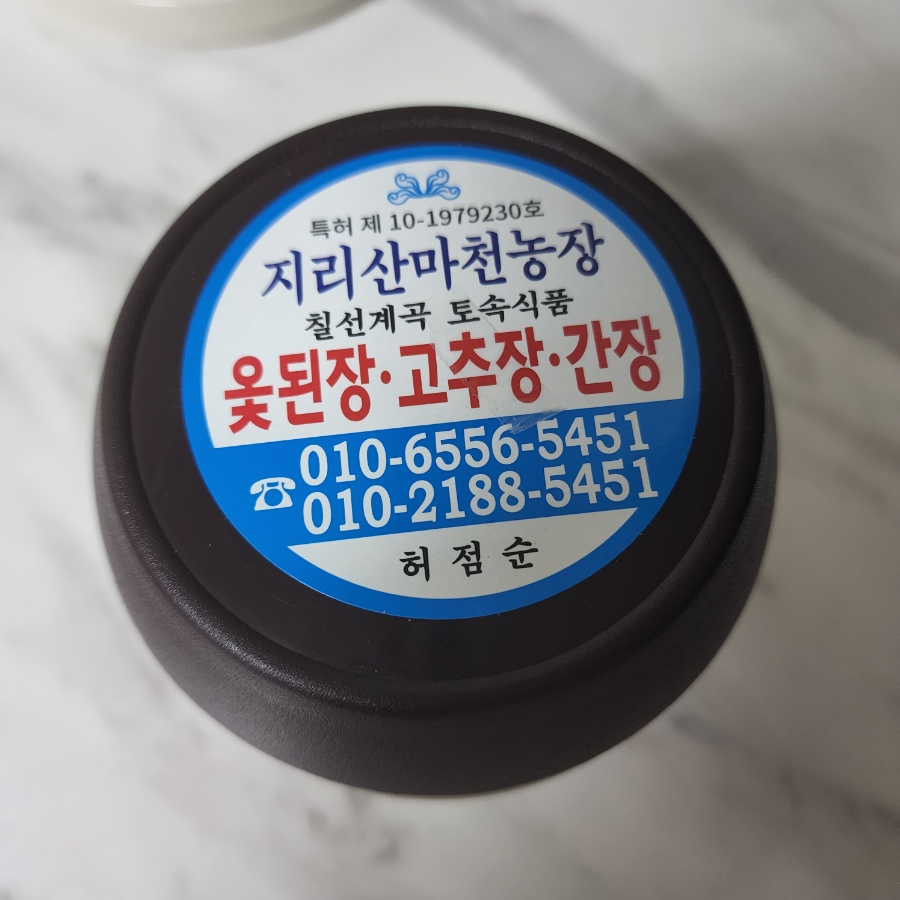 특허 제 10-1979230호
지리산마천농장
칠선계곡 토속식품
옻된장·고추장·간장
010-6556-5451
010-2188-5451
허점순